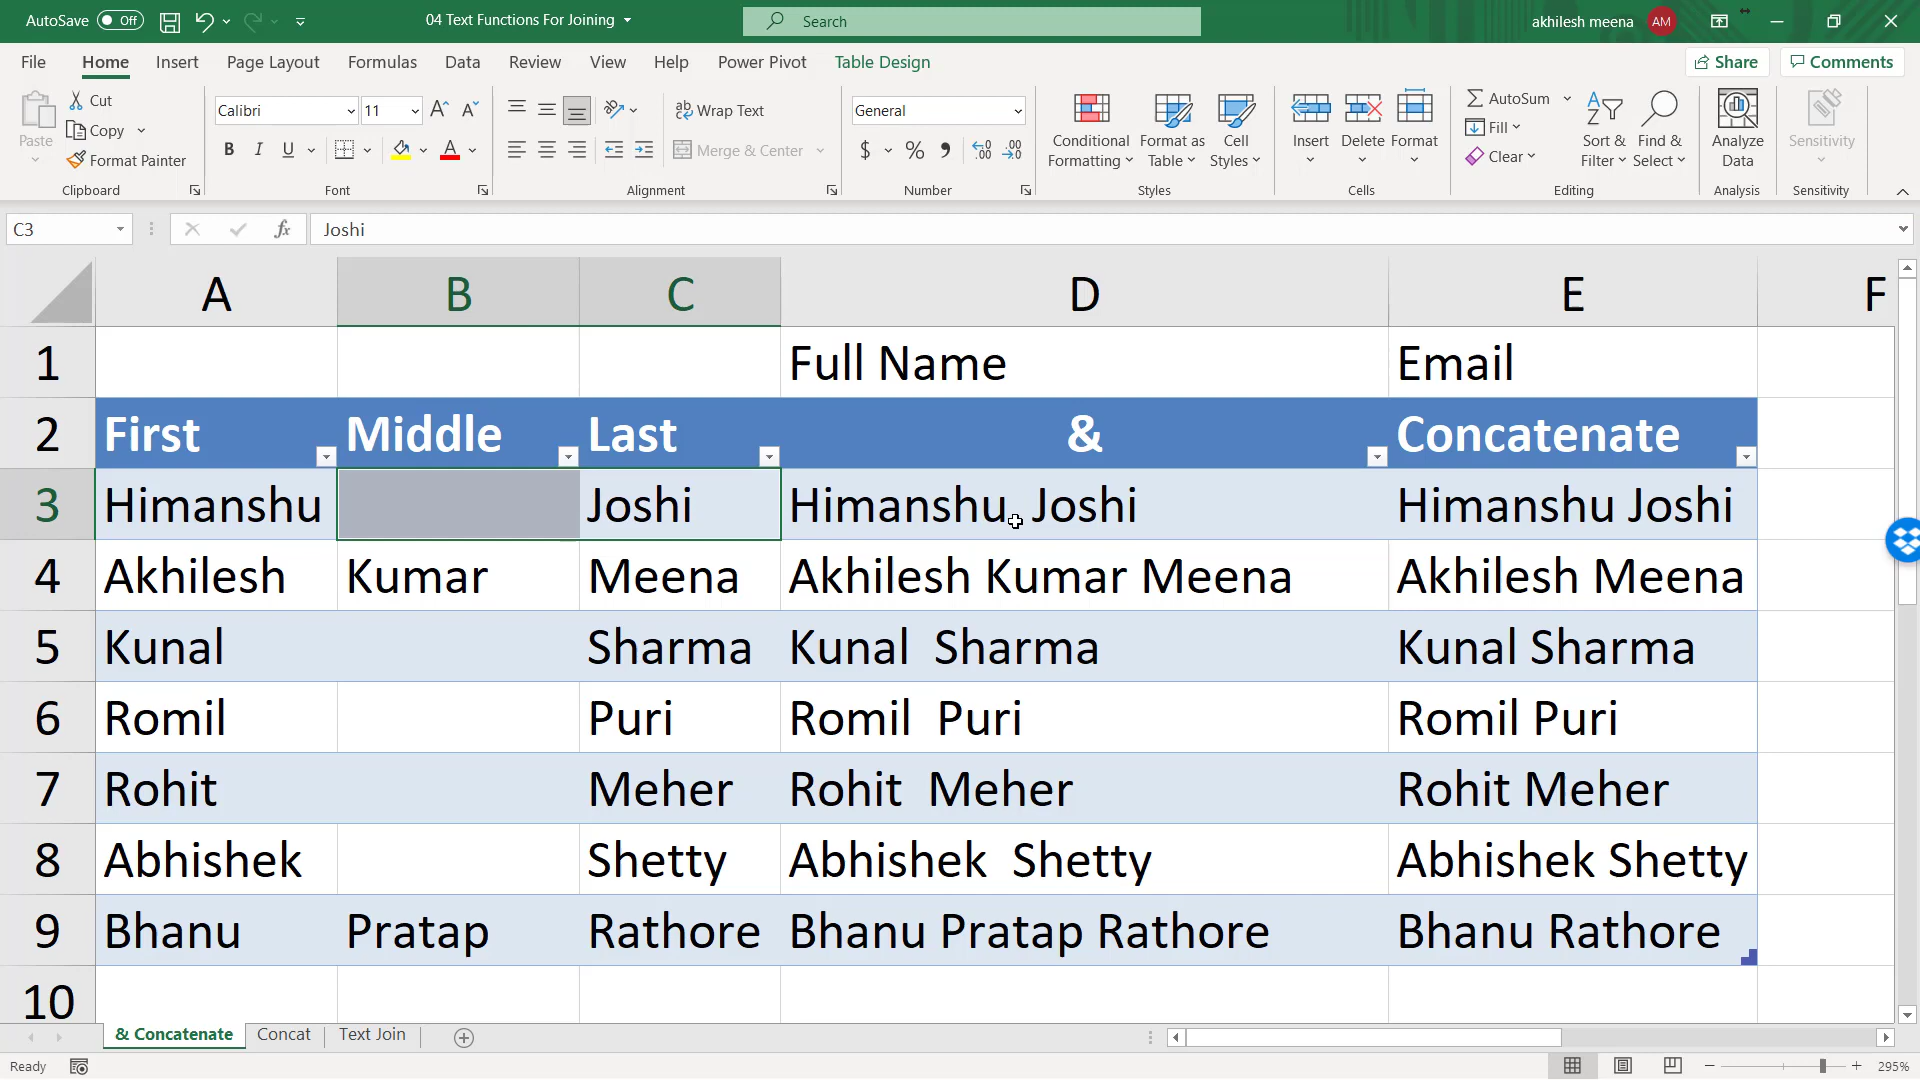 AutoSave Off 04 Text Functions For Joining Search akhilesh meena AM
File Home Insert Page Layout Formulas Data Review View Help Power Pivot Table Design Share Comments
Paste Cut Copy Format Painter
Calibri 11 A^ A
B I U A
ab Wrap Text
Merge & Center
General
$ % , .00 .00
Conditional Formatting Format as Table Cell Styles
Insert Delete Format
AutoSum Fill Clear
Sort & Filter Find & Select
Analyze Data
Sensitivity
Clipboard Font Alignment Number Styles Cells Editing Analysis Sensitivity
C3 fx Joshi
A B C D E F
1 Full Name Email
2 First Middle Last & Concatenate
3 Himanshu Joshi Himanshu  Joshi Himanshu Joshi
4 Akhilesh Kumar Meena Akhilesh Kumar Meena Akhilesh Meena
5 Kunal Sharma Kunal  Sharma Kunal Sharma
6 Romil Puri Romil  Puri Romil Puri
7 Rohit Meher Rohit  Meher Rohit Meher
8 Abhishek Shetty Abhishek  Shetty Abhishek Shetty
9 Bhanu Pratap Rathore Bhanu Pratap Rathore Bhanu Rathore
10
& Concatenate Concat Text Join
Ready 295%